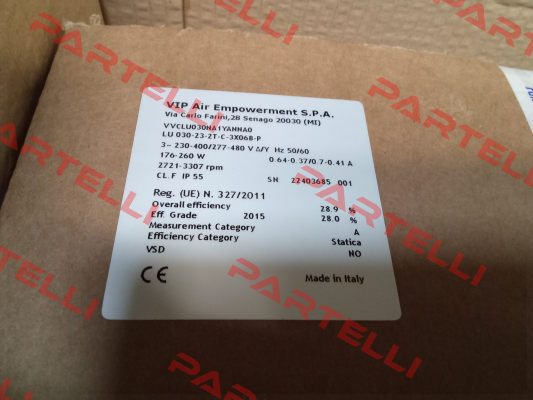 PARTELLI
VIP Air Empowerment S.P.A.
Via Carlo Farini,28 Senago 20030 (MI)
VVCLU030NA1YANNA0
LU 030-23-2T-C-3X06B-P
3~ 230-400/277-480 V Δ/Y Hz 50/60
176-260 W 0.64-0.37/0.7-0.41 A
2721-3307 rpm
CL.F IP 55 SN 22403685 001
Reg. (UE) N. 327/2011
Overall efficiency 28.9 %
Eff. Grade 2015 28.0 %
Measurement Category A
Efficiency Category Statica
VSD NO
CE Made in Italy
PARTELLI
PARTELLI
PARTELLI
PARTELLI